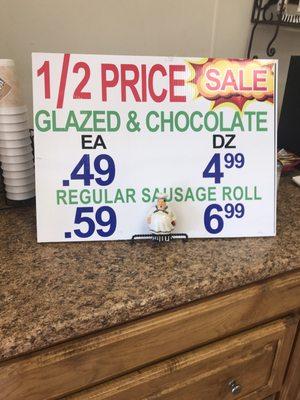 1/2 PRICE SALE
GLAZED & CHOCOLATE
EA DZ
.49 4.99
REGULAR SAUSAGE ROLL
.59 6.99